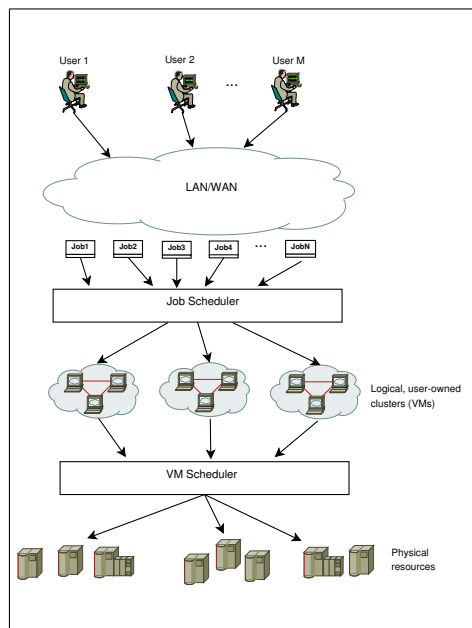 User 1
User 2
...
User M
LAN/WAN
Job1
Job2
Job3
Job4
...
JobN
Job Scheduler
Logical, user-owned
clusters (VMs)
VM Scheduler
Physical
resources